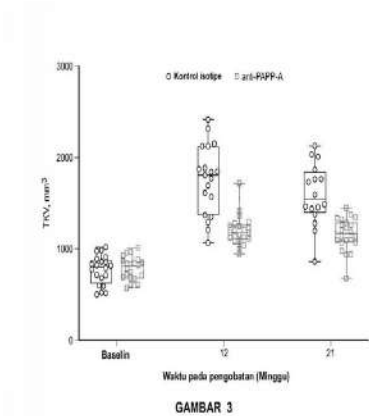 3000
Kontrol isotipe anti-PAPP-A
2000
TKV, mm³
1000
0
Baselin 12 21
Waktu pada pengobatan (Minggu)
GAMBAR 3